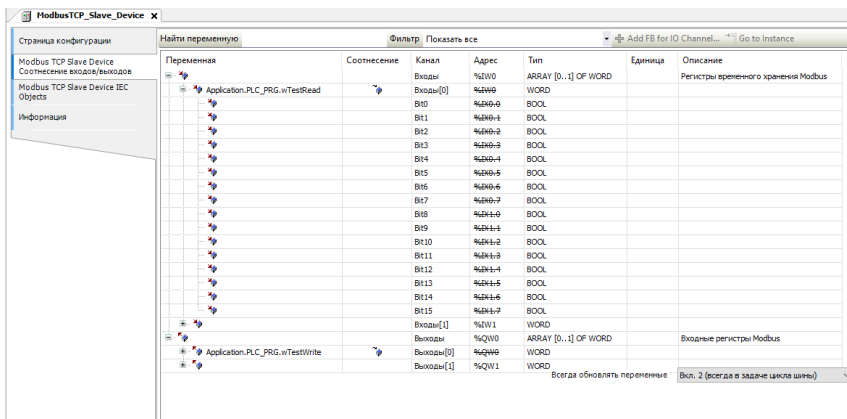 ModbusTCP_Slave_Device X
Страница конфигурации
Modbus TCP Slave Device
Соотнесение входов/выходов
Modbus TCP Slave Device IEC
Objects
Информация
Найти переменную Фильтр Показать все Add FB for IO Channel... Go to Instance
Переменная Соотнесение Канал Адрес Тип Единица Описание
Входы %IW0 ARRAY [0..1] OF WORD Регистры временного хранения Modbus
Application.PLC_PRG.wTestRead Входы[0] %IW0 WORD
Bit0 %IX0.0 BOOL
Bit1 %IX0.1 BOOL
Bit2 %IX0.2 BOOL
Bit3 %IX0.3 BOOL
Bit4 %IX0.4 BOOL
Bit5 %IX0.5 BOOL
Bit6 %IX0.6 BOOL
Bit7 %IX0.7 BOOL
Bit8 %IX1.0 BOOL
Bit9 %IX1.1 BOOL
Bit10 %IX1.2 BOOL
Bit11 %IX1.3 BOOL
Bit12 %IX1.4 BOOL
Bit13 %IX1.5 BOOL
Bit14 %IX1.6 BOOL
Bit15 %IX1.7 BOOL
Входы[1] %IW1 WORD
Выходы %QW0 ARRAY [0..1] OF WORD Входные регистры Modbus
Application.PLC_PRG.wTestWrite Выходы[0] %QW0 WORD
Выходы[1] %QW1 WORD
Всегда обновлять переменные Вкл. 2 (всегда в задаче цикла шины)